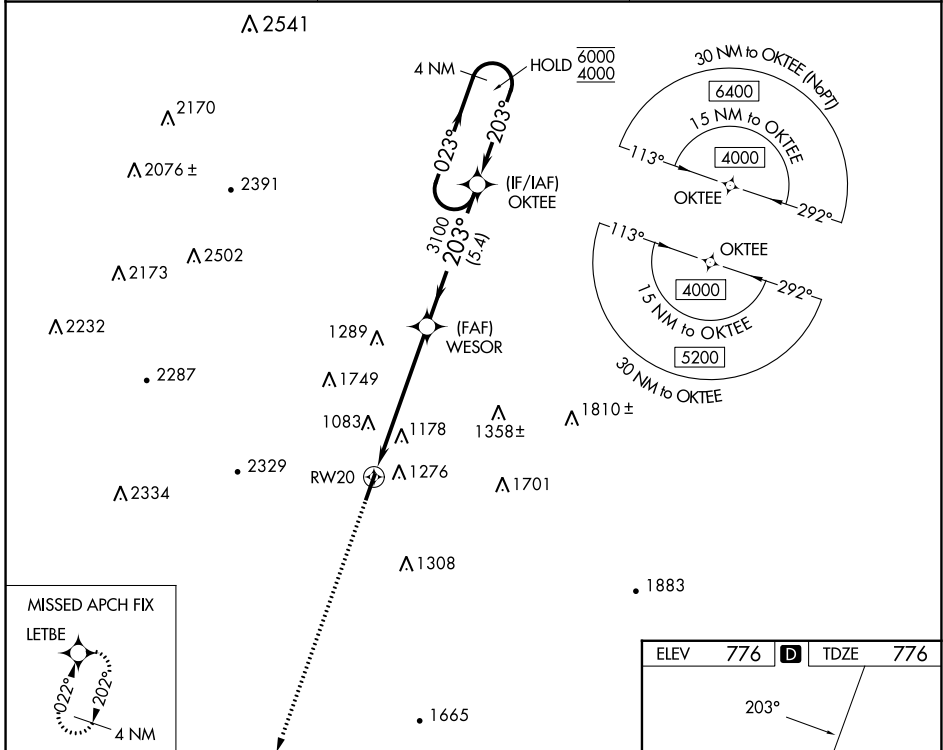 2541
4 NM
HOLD 6000
4000
30 NM to OKTEE (NoPT)
6400
15 NM to OKTEE
4000
113°
OKTEE
292°
2170
2076 ±
2391
023°
203°
(IF/IAF)
OKTEE
3100
203°
(5.4)
2502
2173
113°
OKTEE
292°
4000
15 NM to OKTEE
5200
30 NM to OKTEE
2232
1289
(FAF)
WESOR
2287
1749
1083
1178
1358±
1810 ±
2329
RW20
1276
1701
2334
1308
1883
MISSED APCH FIX
LETBE
022°
202°
4 NM
1665
ELEV 776 D TDZE 776
203°